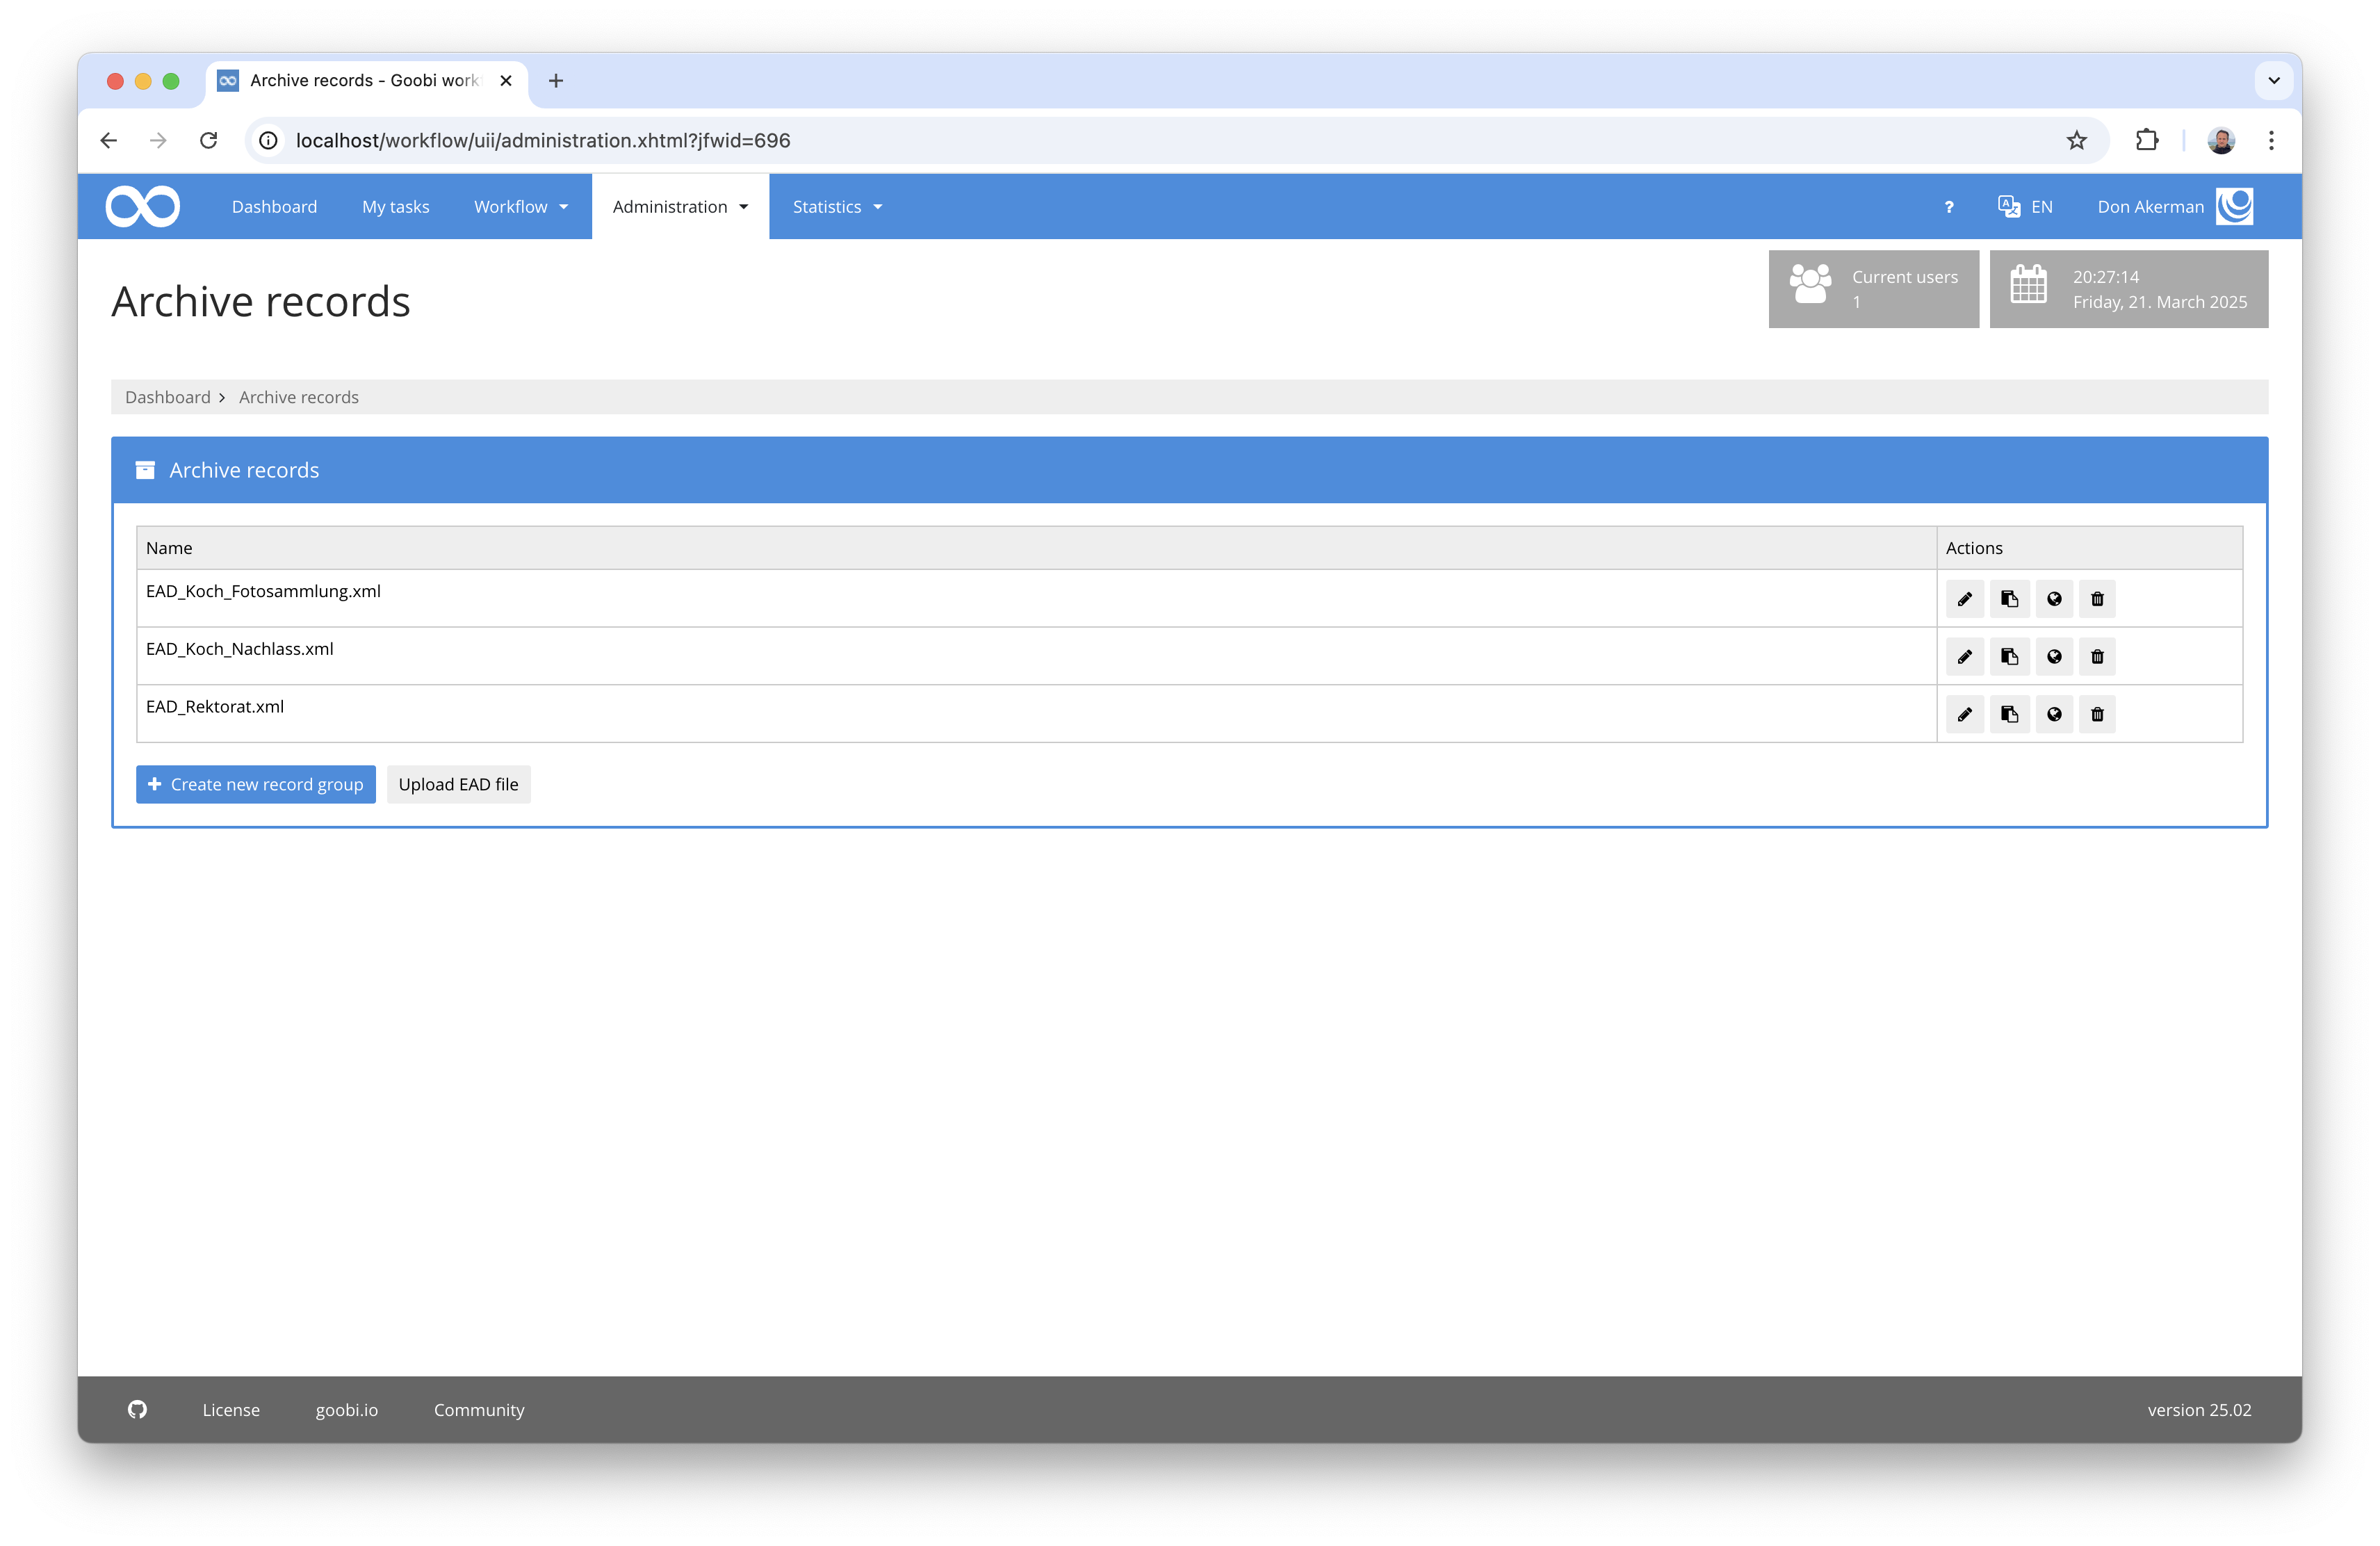 Archive records - Goobi work
localhost/workflow/uii/administration.xhtml?jfwid=696
Dashboard My tasks Workflow Administration Statistics ? EN Don Akerman
Archive records
Current users
1
20:27:14
Friday, 21. March 2025
Dashboard > Archive records
Archive records
Name Actions
EAD_Koch_Fotosammlung.xml
EAD_Koch_Nachlass.xml
EAD_Rektorat.xml
+ Create new record group Upload EAD file
License goobi.io Community version 25.02